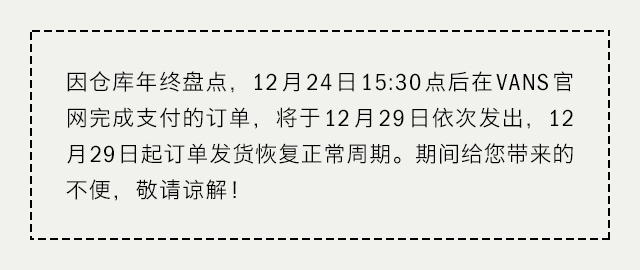 因仓库年终盘点，12月24日15:30点后在VANS官
网完成支付的订单，将于12月29日依次发出，12
月29日起订单发货恢复正常周期。期间给您带来的
不便，敬请谅解！